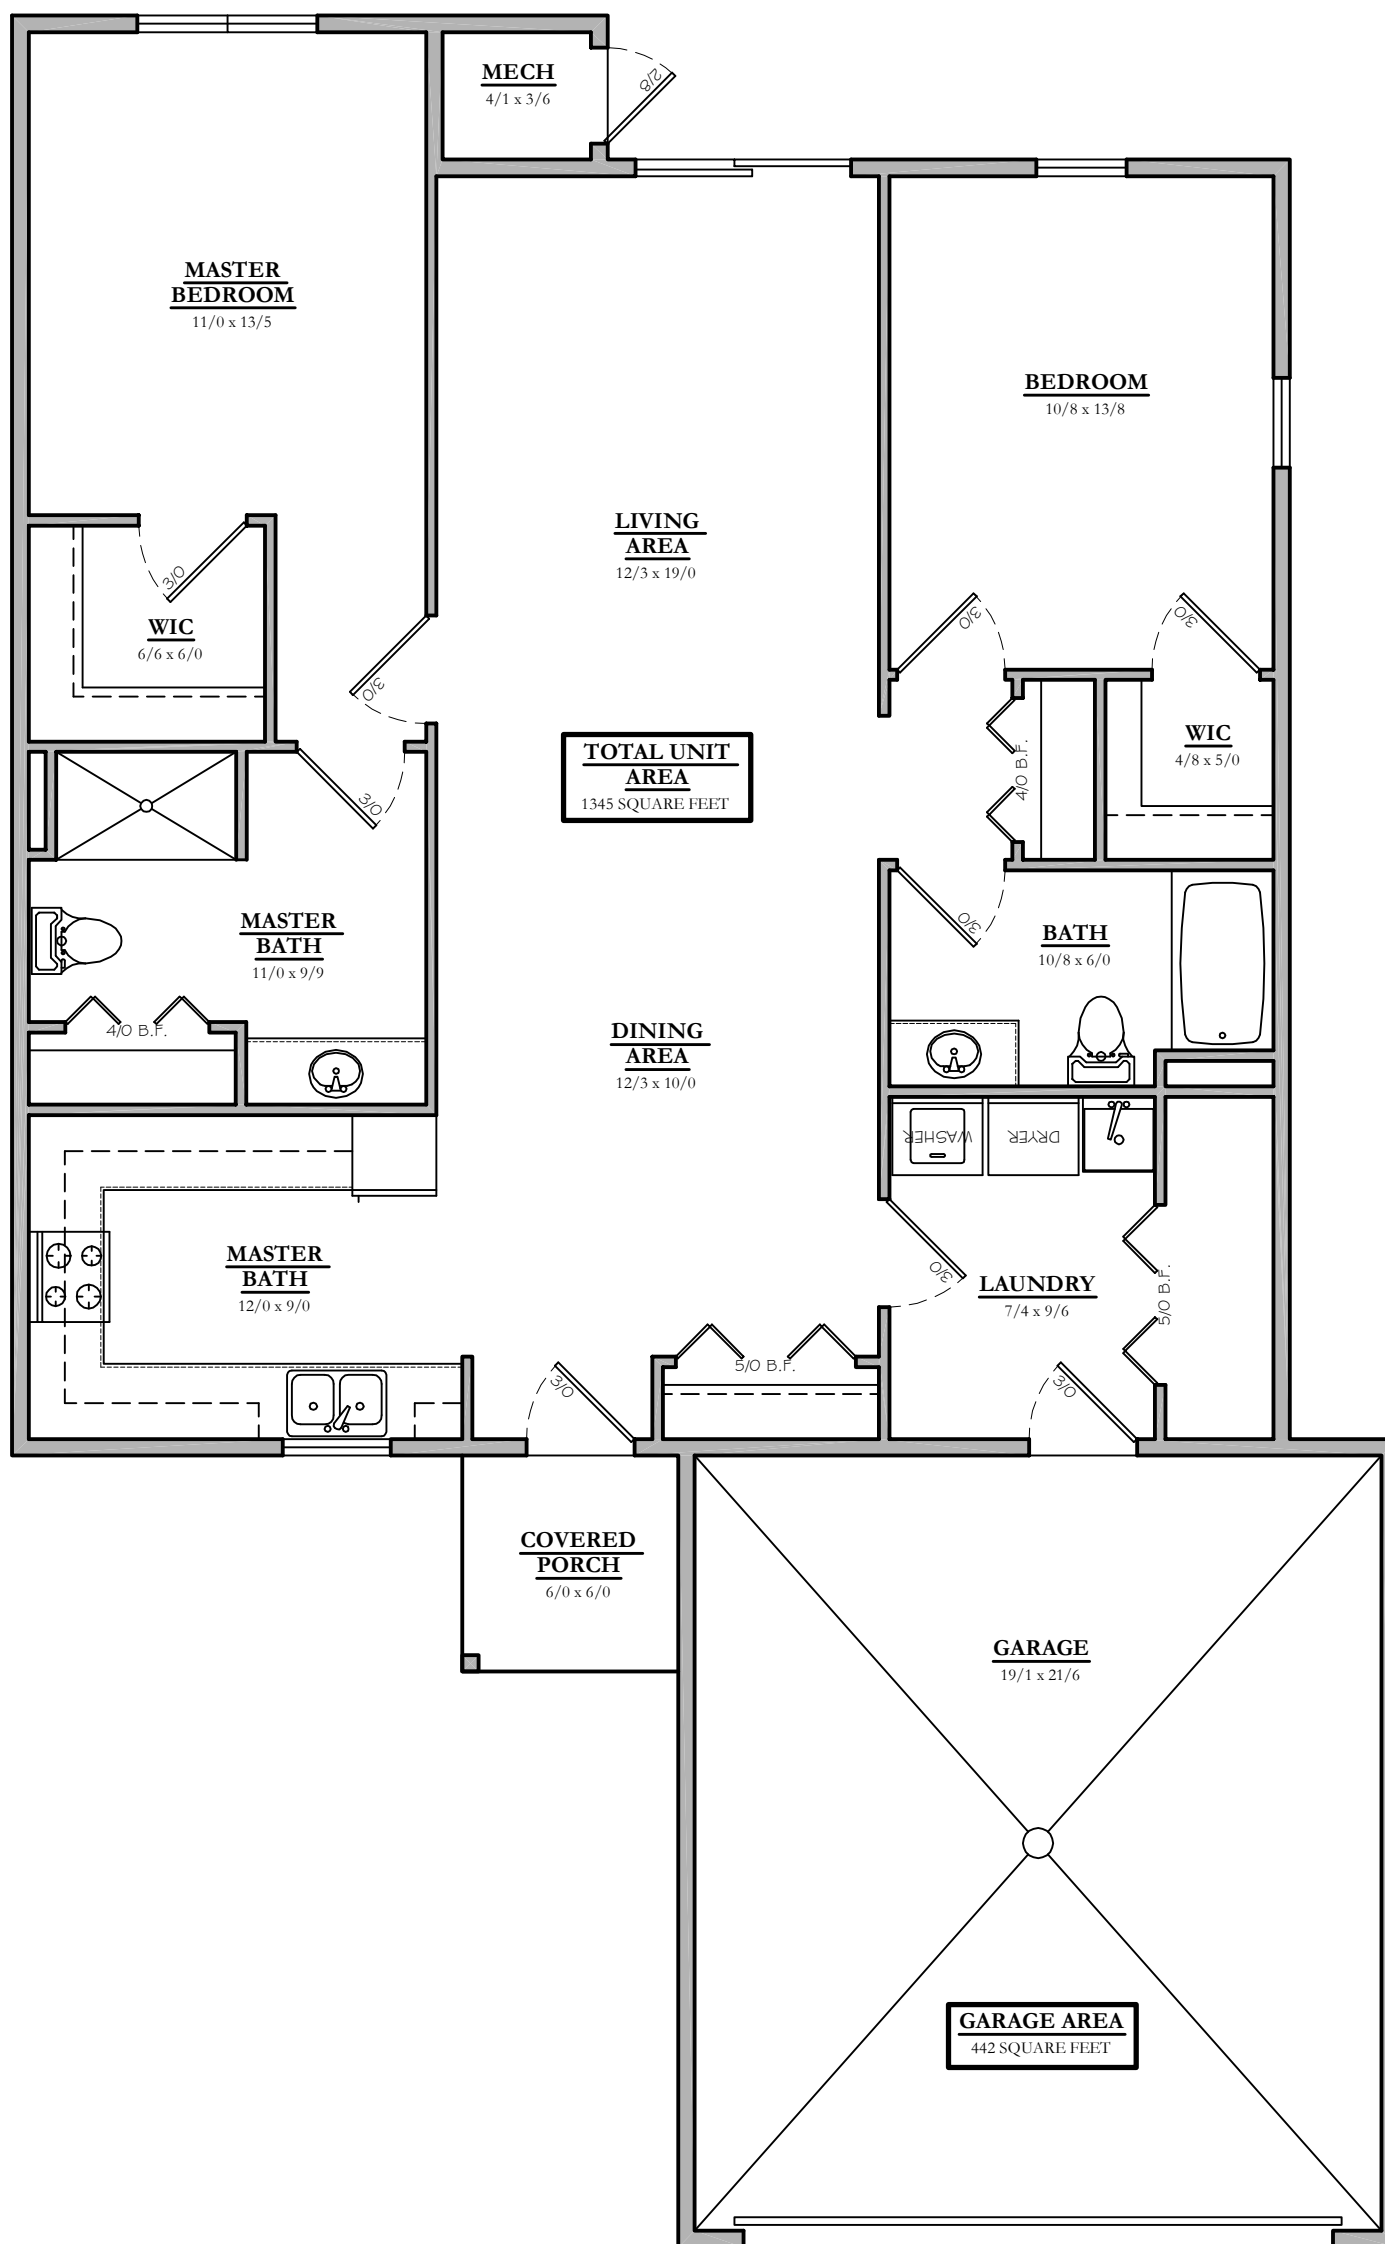 MECH
4/1 x 3/6
2/8
MASTER
BEDROOM
11/0 x 13/5
BEDROOM
10/8 x 13/8
LIVING
AREA
12/3 x 19/0
3/0
WIC
6/6 x 6/0
3/0
3/0
3/0
WIC
4/8 x 5/0
4/0 B.F.
TOTAL UNIT
AREA
1345 SQUARE FEET
3/0
MASTER
BATH
11/0 x 9/9
3/0
BATH
10/8 x 6/0
4/0 B.F.
DINING
AREA
12/3 x 10/0
WASHER
DRYER
MASTER
BATH
12/0 x 9/0
3/0
LAUNDRY
7/4 x 9/6
5/0 B.F.
5/0 B.F.
3/0
3/0
COVERED
PORCH
6/0 x 6/0
GARAGE
19/1 x 21/6
GARAGE AREA
442 SQUARE FEET